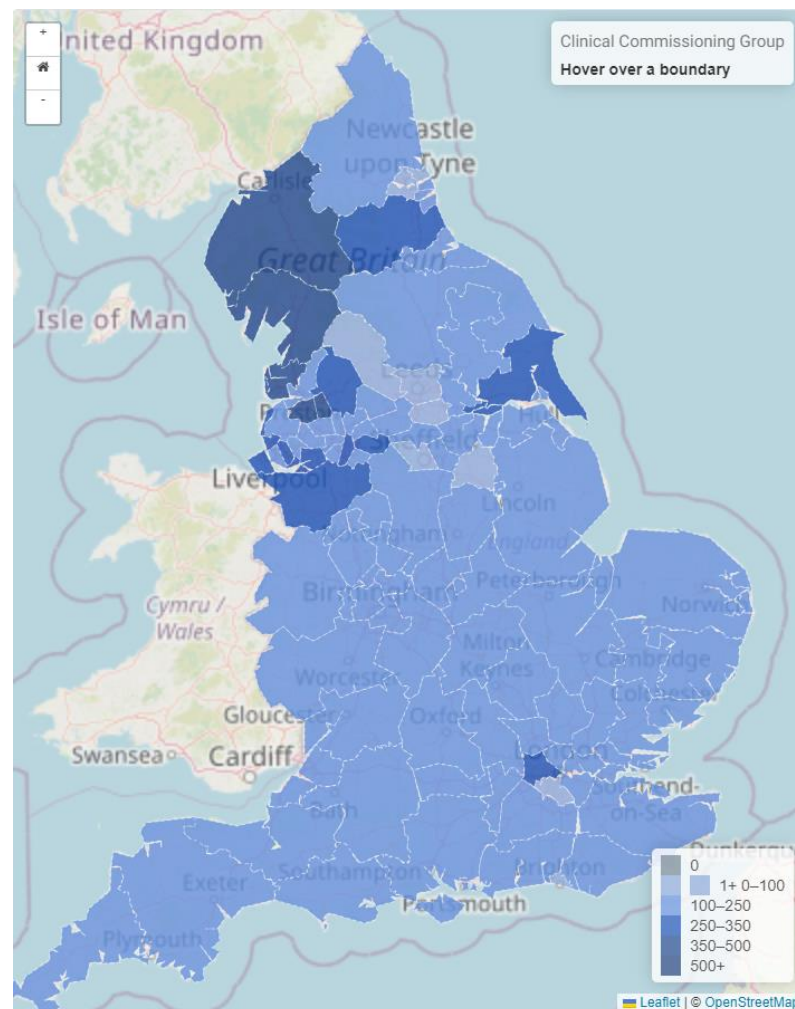 +
-
United Kingdom
Clinical Commissioning Group
Hover over a boundary
Newcastle
upon Tyne
Carlisle
Great Britain
Isle of Man
Leeds
Preston
Hull
Sheffield
Liverpool
Lincoln
Nottingham
England
Birmingham
Peterborough
Norwich
Cymru /
Wales
Milton
Keynes
Cambridge
Worcester
Colchester
Gloucester
Oxford
Swansea
Cardiff
London
Southend-
on-Sea
Bath
Dunkerqu
Southampton
Brighton
Exeter
Portsmouth
Plymouth
0
1+ 0–100
100–250
250–350
350–500
500+
Leaflet | © OpenStreetMap